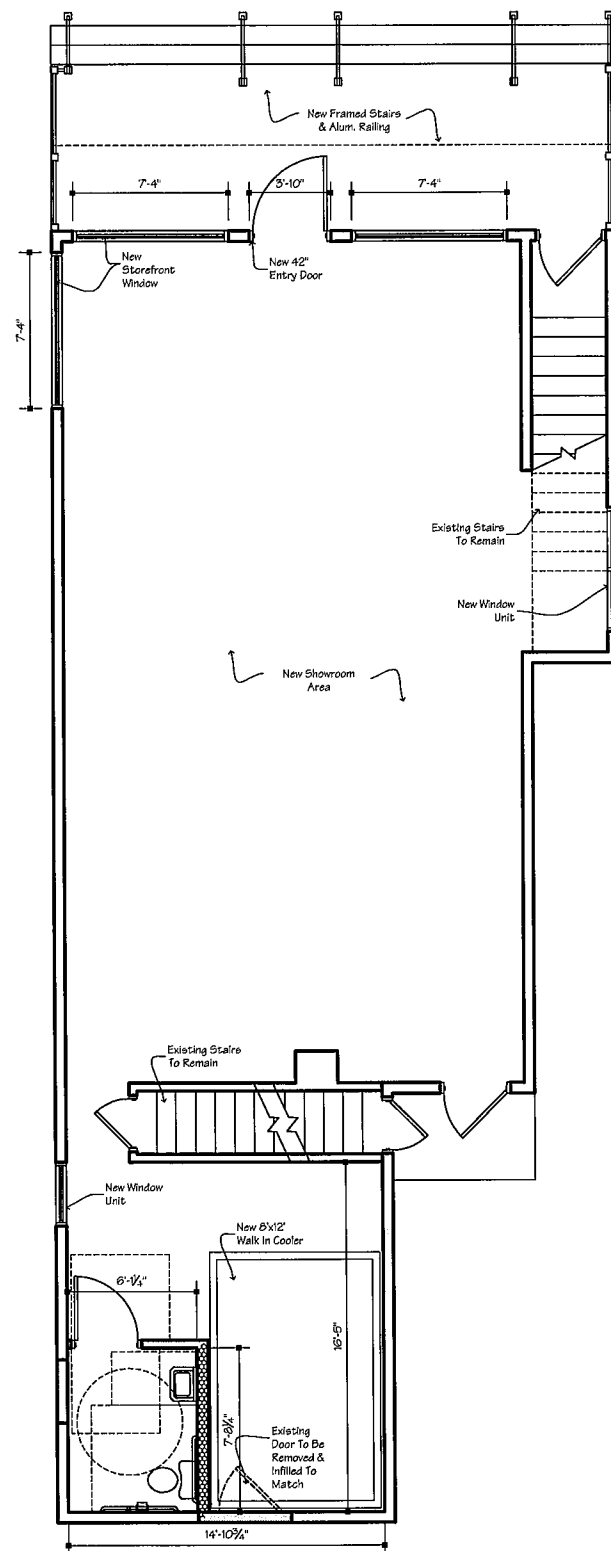 New Framed Stairs
& Alum. Railing
7'-4"
3'-10"
7'-4"
New
Storefront
Window
New 42"
Entry Door
7'-4"
Existing Stairs
To Remain
New Window
Unit
New Showroom
Area
Existing Stairs
To Remain
New Window
Unit
New 8'x12'
Walk In Cooler
6'-1/4"
16'-5"
7'-8/4"
Existing
Door To Be
Removed &
Infilled To
Match
14'-10¾"